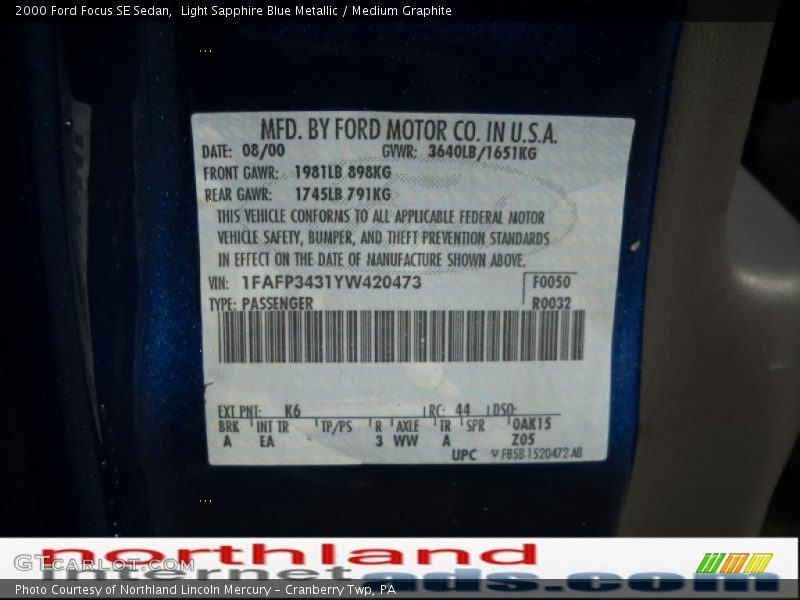 2000 Ford Focus SE Sedan, Light Sapphire Blue Metallic / Medium Graphite
MFD. BY FORD MOTOR CO. IN U.S.A.
DATE: 08/00 GVWR: 3640LB/1651KG
FRONT GAWR: 1981LB 898KG
REAR GAWR: 1745LB 791KG
THIS VEHICLE CONFORMS TO ALL APPLICABLE FEDERAL MOTOR
VEHICLE SAFETY, BUMPER, AND THEFT PREVENTION STANDARDS
IN EFFECT ON THE DATE OF MANUFACTURE SHOWN ABOVE.
VIN: 1FAFP3431YW420473 F0050
TYPE: PASSENGER R0032
EXT PNT: K6 RC: 44 DSO:
BRK INT TR TP/PS R AXLE TR SPR 0AK15
A EA 3 WW A Z05
UPC F85B-1520472-AB
northland
GTCarLot.com
internetads.com
Photo Courtesy of Northland Lincoln Mercury - Cranberry Twp, PA